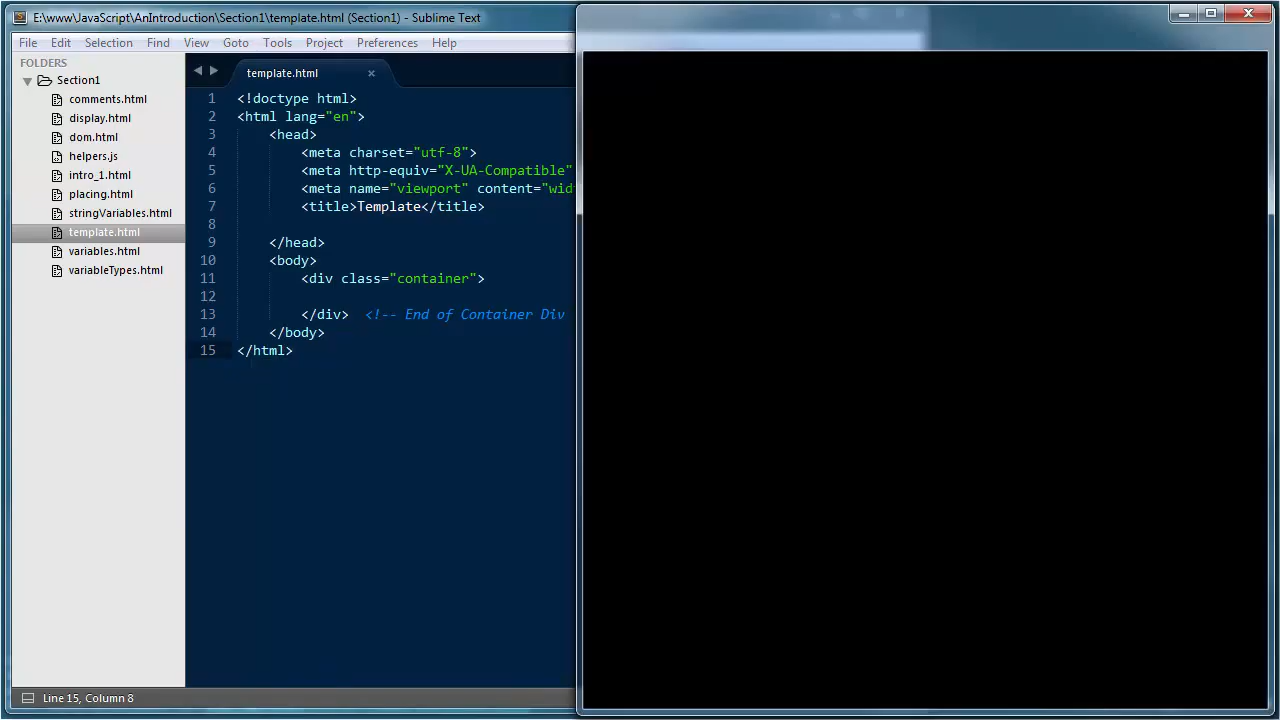 E:\www\JavaScript\AnIntroduction\Section1\template.html (Section1) - Sublime Text
File Edit Selection Find View Goto Tools Project Preferences Help
FOLDERS
Section1
comments.html
display.html
dom.html
helpers.js
intro_1.html
placing.html
stringVariables.html
template.html
variables.html
variableTypes.html
template.html
1 <!doctype html>
2 <html lang="en">
3 <head>
4 <meta charset="utf-8">
5 <meta http-equiv="X-UA-Compatible"
6 <meta name="viewport" content="wid
7 <title>Template</title>
8
9 </head>
10 <body>
11 <div class="container">
12
13 </div> <!-- End of Container Div
14 </body>
15 </html>
Line 15, Column 8